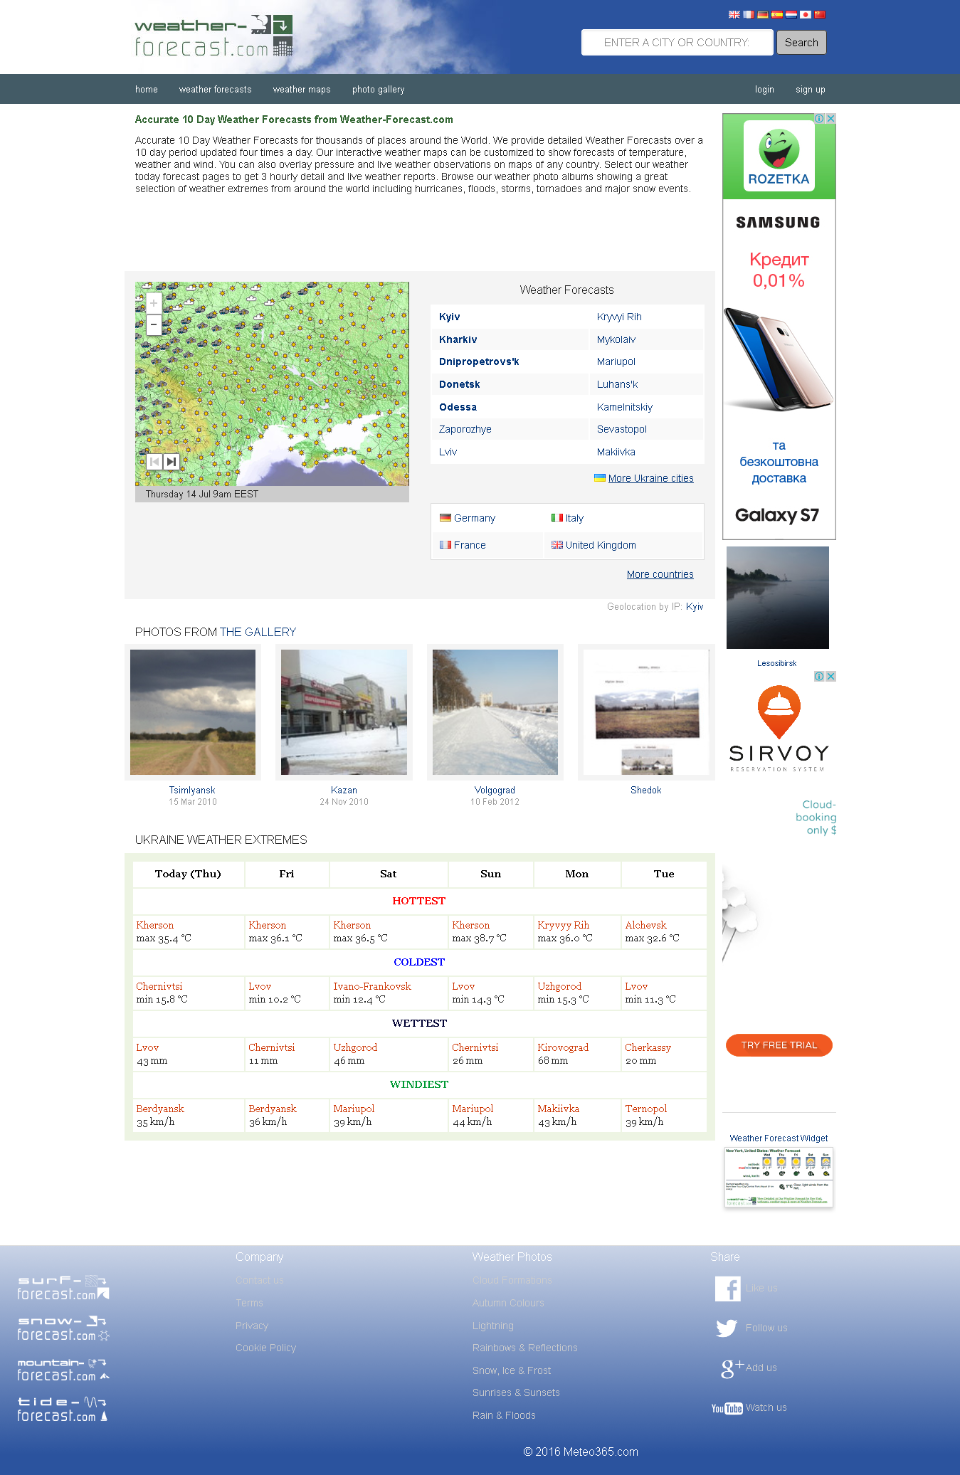 weather-
forecast.com
ENTER A CITY OR COUNTRY:
Search
home
weather forecasts
weather maps
photo gallery
login
sign up
Accurate 10 Day Weather Forecasts from Weather-Forecast.com
Accurate 10 Day Weather Forecasts for thousands of places around the World. We provide detailed Weather Forecasts over a
10 day period updated four times a day. Our interactive weather maps can be customized to show forecasts of temperature,
weather and wind. You can also overlay pressure and live weather observations on maps of any country. Select our weather
today forecast pages to get 3 hourly detail and live weather reports. Browse our weather photo albums showing a great
selection of weather extremes from around the world including hurricanes, floods, storms, tornadoes and major snow events.
ROZETKA
SAMSUNG
Кредит
0,01%
та
безкоштовна
доставка
Galaxy S7
Weather Forecasts
Kyiv
Kryvyi Rih
Kharkiv
Mykolaiv
Dnipropetrovs'k
Mariupol
Donetsk
Luhans'k
Odessa
Kamelnitskiy
Zaporozhye
Sevastopol
Lviv
Makiivka
More Ukraine cities
Thursday 14 Jul 9am EEST
Germany
Italy
France
United Kingdom
More countries
Geolocation by IP: Kyiv
Lesosibirsk
PHOTOS FROM THE GALLERY
Tsimlyansk
15 Mar 2010
Kazan
24 Nov 2010
Volgograd
10 Feb 2012
Shedok
SIRVOY
RESERVATION SYSTEM
Cloud-
booking
only $
TRY FREE TRIAL
UKRAINE WEATHER EXTREMES
Today (Thu)
Fri
Sat
Sun
Mon
Tue
HOTTEST
Kherson
max 35.4 °C
Kherson
max 36.1 °C
Kherson
max 36.5 °C
Kherson
max 38.7 °C
Kryvyy Rih
max 36.0 °C
Alchevsk
max 32.6 °C
COLDEST
Chernivtsi
min 15.8 °C
Lvov
min 10.2 °C
Ivano-Frankovsk
min 12.4 °C
Lvov
min 14.3 °C
Uzhgorod
min 15.3 °C
Lvov
min 11.3 °C
WETTEST
Lvov
43 mm
Chernivtsi
11 mm
Uzhgorod
46 mm
Chernivtsi
26 mm
Kirovograd
68 mm
Cherkassy
20 mm
WINDIEST
Berdyansk
35 km/h
Berdyansk
36 km/h
Mariupol
39 km/h
Mariupol
44 km/h
Makiivka
43 km/h
Ternopol
39 km/h
Weather Forecast Widget
surf-
forecast.com
snow-
forecast.com
mountain-
forecast.com
tide-
forecast.com
Company
Contact us
Terms
Privacy
Cookie Policy
Weather Photos
Cloud Formations
Autumn Colours
Lightning
Rainbows & Reflections
Snow, Ice & Frost
Sunrises & Sunsets
Rain & Floods
Share
Like us
Follow us
Add us
YouTube Watch us
© 2016 Meteo365.com